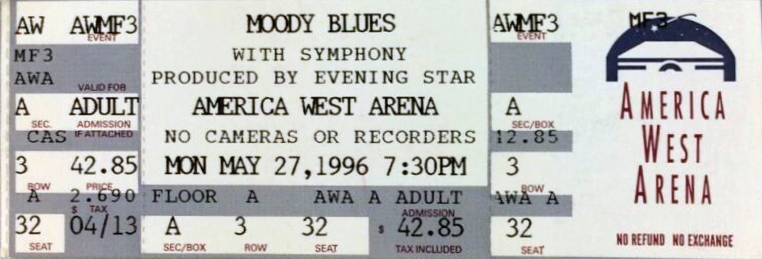 AW AWMF3 MOODY BLUES AWMF3 MF3
EVENT EVENT
MF3 WITH SYMPHONY
AWA PRODUCED BY EVENING STAR
VALID FOR
A ADULT AMERICA WEST ARENA A AMERICA
SEC. ADMISSION SEC/BOX
CAS IF ATTACHED NO CAMERAS OR RECORDERS 12.85 WEST
3 42.85 MON MAY 27,1996 7:30PM 3 ARENA
ROW PRICE ROW
A 2.690 FLOOR A AWA A ADULT AWA A
$ TAX ADMISSION
32 04/13 A 3 32 $ 42.85 32 NO REFUND NO EXCHANGE
SEAT SEC/BOX ROW SEAT TAX INCLUDED SEAT